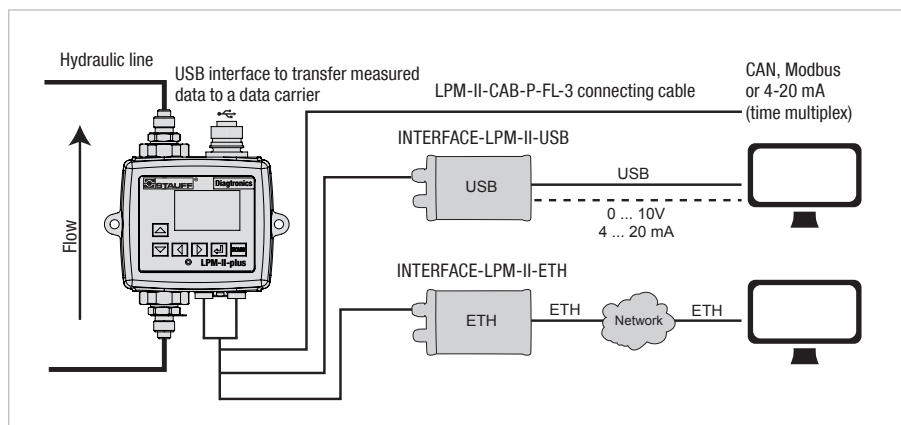 Hydraulic line
USB interface to transfer measured
data to a data carrier
LPM-II-CAB-P-FL-3 connecting cable
CAN, Modbus
or 4-20 mA
(time multiplex)
INTERFACE-LPM-II-USB
USB
USB
0 ... 10V
4 ... 20 mA
STAUFF®
Diagtronics
LPM-II-plus
Flow
INTERFACE-LPM-II-ETH
ETH
ETH
Network
ETH